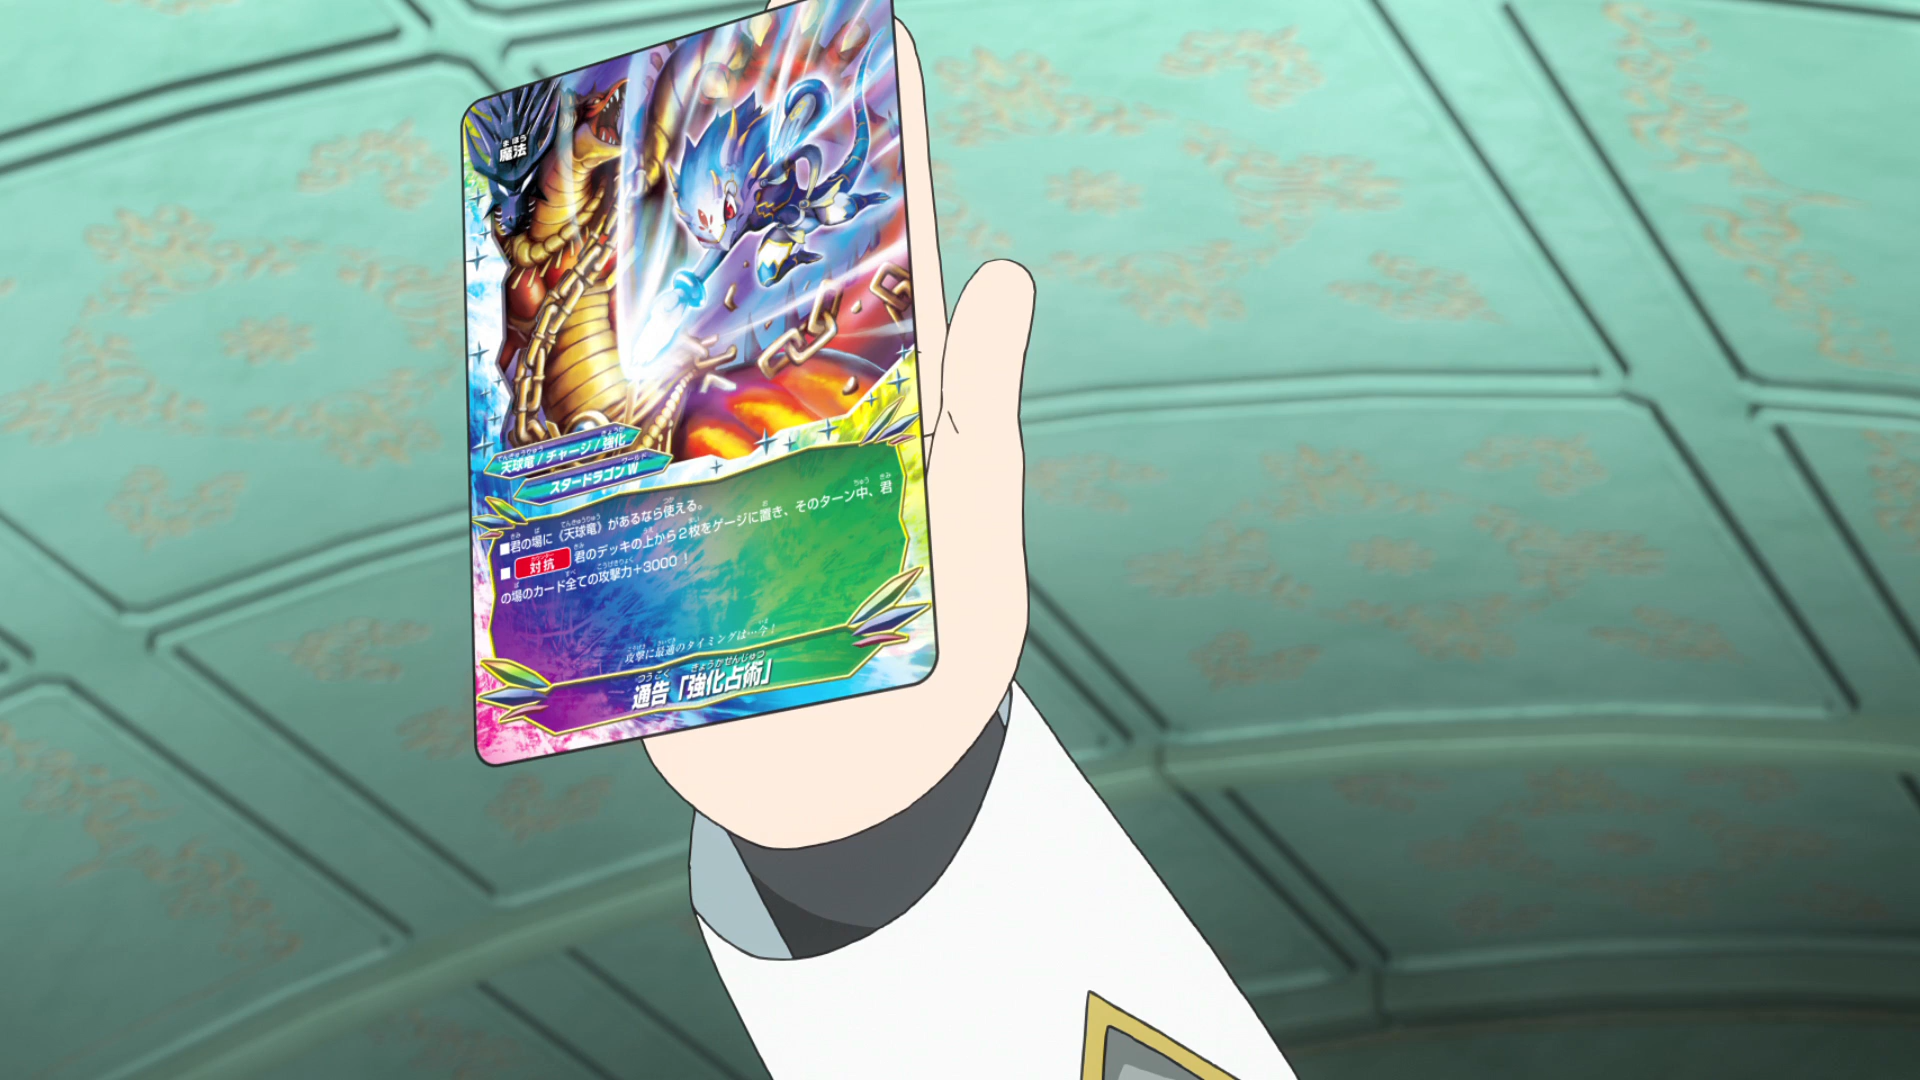 魔法
天球竜/チャージ/強化
スタードラゴンW
■君の場に《天球竜》があるなら使える。
■対抗 君のデッキの上から2枚をゲージに置き、そのターン中、君
の場のカード全ての攻撃力+3000!
攻撃に最適のタイミングは…今!
通告「強化占術」